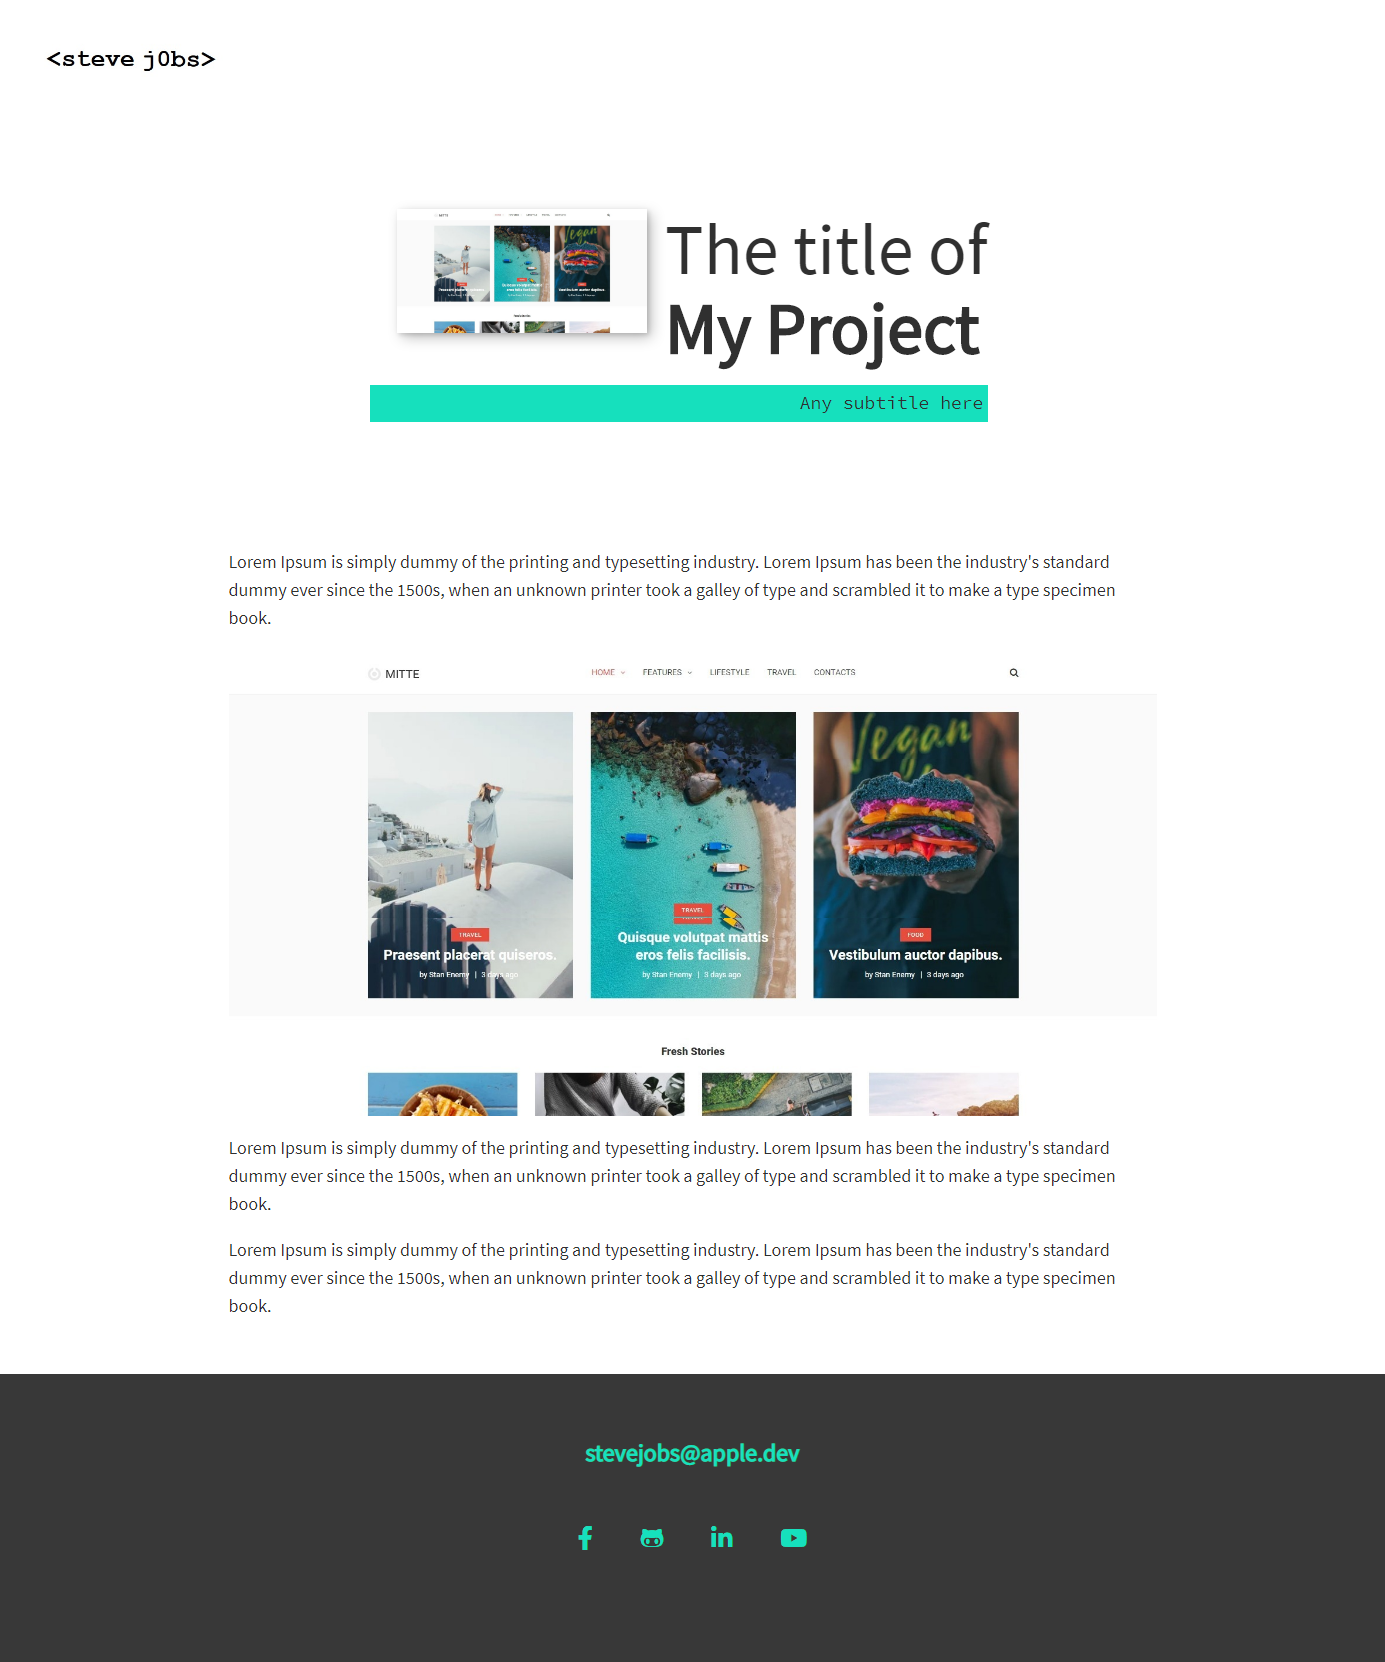 <steve j0bs>
MITTE
The title of
My Project
Any subtitle here
Lorem Ipsum is simply dummy of the printing and typesetting industry. Lorem Ipsum has been the industry's standard
dummy ever since the 1500s, when an unknown printer took a galley of type and scrambled it to make a type specimen
book.
MITTE
HOME FEATURES LIFESTYLE TRAVEL CONTACTS
Vegan
TRAVEL
Praesent placerat quiseros.
by Stan Enemy | 3 days ago
TRAVEL
Quisque volutpat mattis
eros felis facilisis.
by Stan Enemy | 3 days ago
FOOD
Vestibulum auctor dapibus.
by Stan Enemy | 3 days ago
Fresh Stories
Lorem Ipsum is simply dummy of the printing and typesetting industry. Lorem Ipsum has been the industry's standard
dummy ever since the 1500s, when an unknown printer took a galley of type and scrambled it to make a type specimen
book.
Lorem Ipsum is simply dummy of the printing and typesetting industry. Lorem Ipsum has been the industry's standard
dummy ever since the 1500s, when an unknown printer took a galley of type and scrambled it to make a type specimen
book.
stevejobs@apple.dev